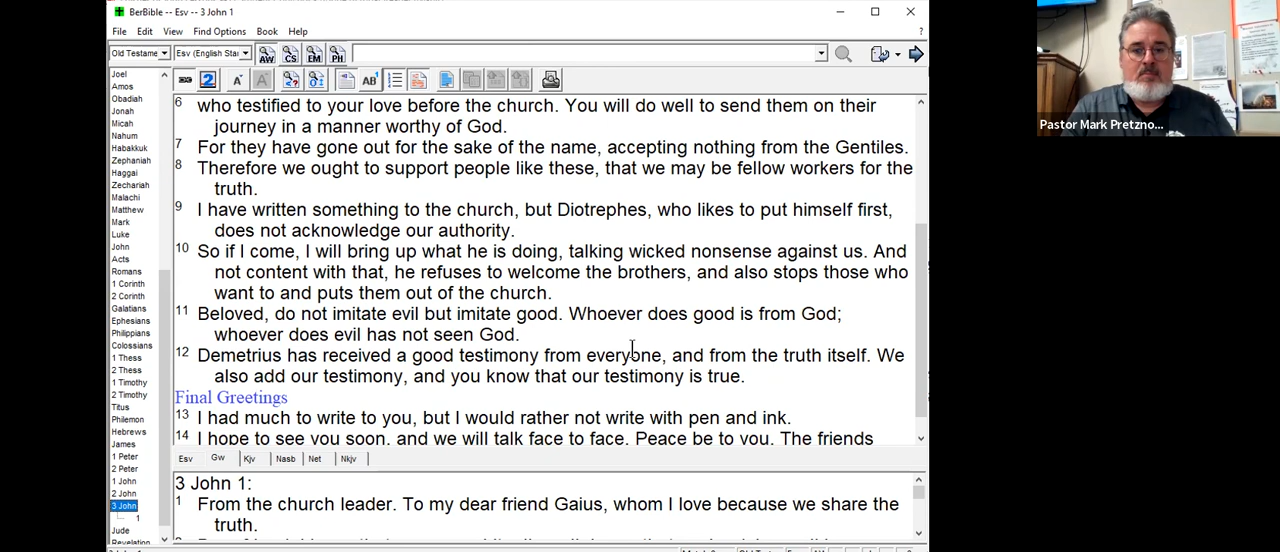 BerBible -- Esv -- 3 John 1
File Edit View Find Options Book Help
Old Testame Esv (English Star AW CS EM PH
Joel
Amos
Obadiah
Jonah
Micah
Nahum
Habakkuk
Zephaniah
Haggai
Zechariah
Malachi
Matthew
Mark
Luke
John
Acts
Romans
1 Corinth
2 Corinth
Galatians
Ephesians
Philippians
Colossians
1 Thess
2 Thess
1 Timothy
2 Timothy
Titus
Philemon
Hebrews
James
1 Peter
2 Peter
1 John
2 John
3 John
1
Jude
Revelation
6 who testified to your love before the church. You will do well to send them on their
journey in a manner worthy of God.
7 For they have gone out for the sake of the name, accepting nothing from the Gentiles.
8 Therefore we ought to support people like these, that we may be fellow workers for the
truth.
9 I have written something to the church, but Diotrephes, who likes to put himself first,
does not acknowledge our authority.
10 So if I come, I will bring up what he is doing, talking wicked nonsense against us. And
not content with that, he refuses to welcome the brothers, and also stops those who
want to and puts them out of the church.
11 Beloved, do not imitate evil but imitate good. Whoever does good is from God;
whoever does evil has not seen God.
12 Demetrius has received a good testimony from everyone, and from the truth itself. We
also add our testimony, and you know that our testimony is true.
Final Greetings
13 I had much to write to you, but I would rather not write with pen and ink.
14 I hope to see you soon, and we will talk face to face. Peace be to you. The friends
Esv Gw Kjv Nasb Net Nkjv
3 John 1:
1 From the church leader. To my dear friend Gaius, whom I love because we share the
truth.
Pastor Mark Pretzno...